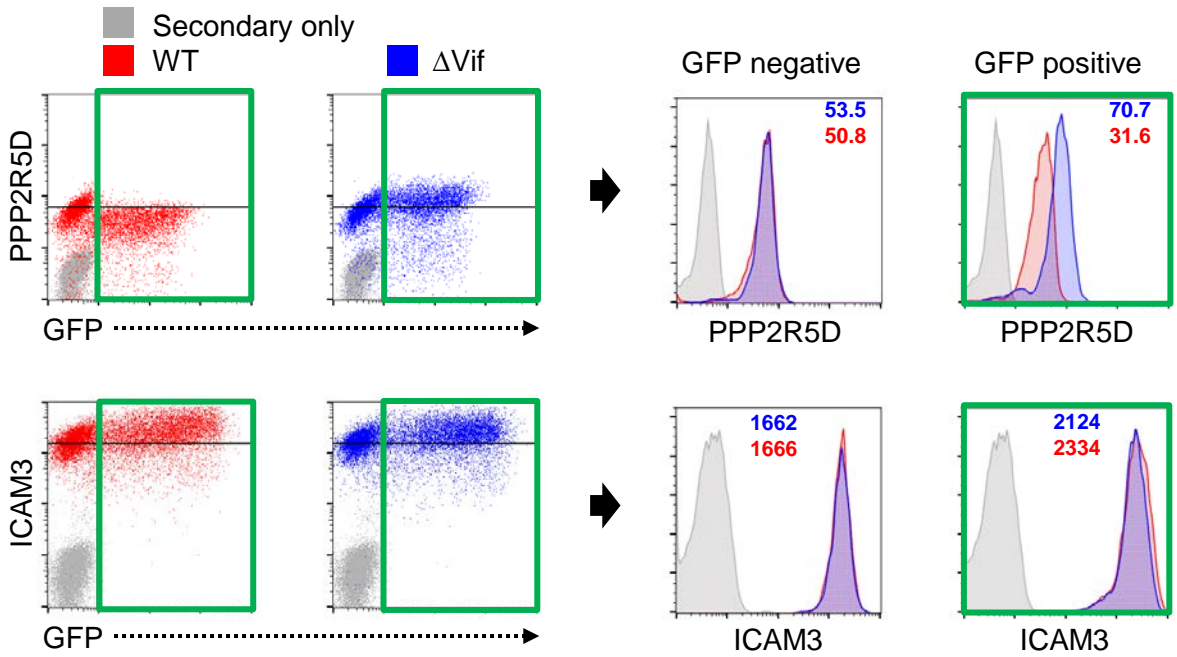 Secondary only
WT
ΔVif
GFP negative
GFP positive
PPP2R5D
53.5
50.8
70.7
31.6
GFP
PPP2R5D
PPP2R5D
ICAM3
1662
1666
2124
2334
GFP
ICAM3
ICAM3